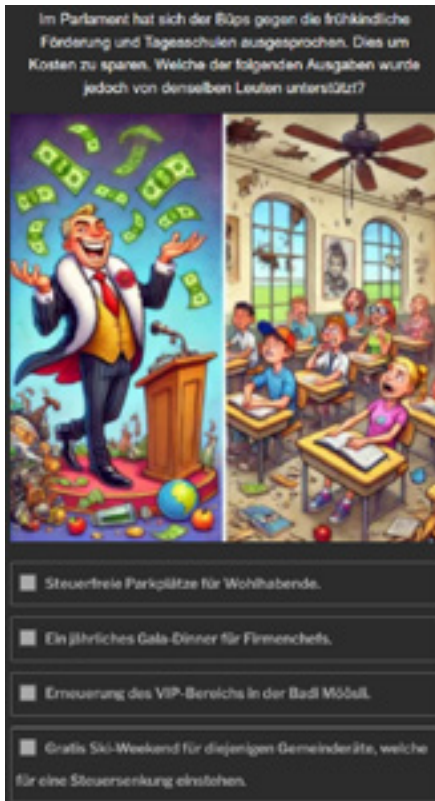 Im Parlament hat sich der Büps gegen die frühkindliche
Förderung und Tagesschulen ausgesprochen. Dies um
Kosten zu sparen. Welche der folgenden Ausgaben wurde
jedoch von denselben Leuten unterstützt?
Steuerfreie Parkplätze für Wohlhabende.
Ein jährliches Gala-Dinner für Firmenchefs.
Erneuerung des VIP-Bereichs in der Badi Möösli.
Gratis Ski-Weekend für diejenigen Gemeinderäte, welche
für eine Steuersenkung einstehen.